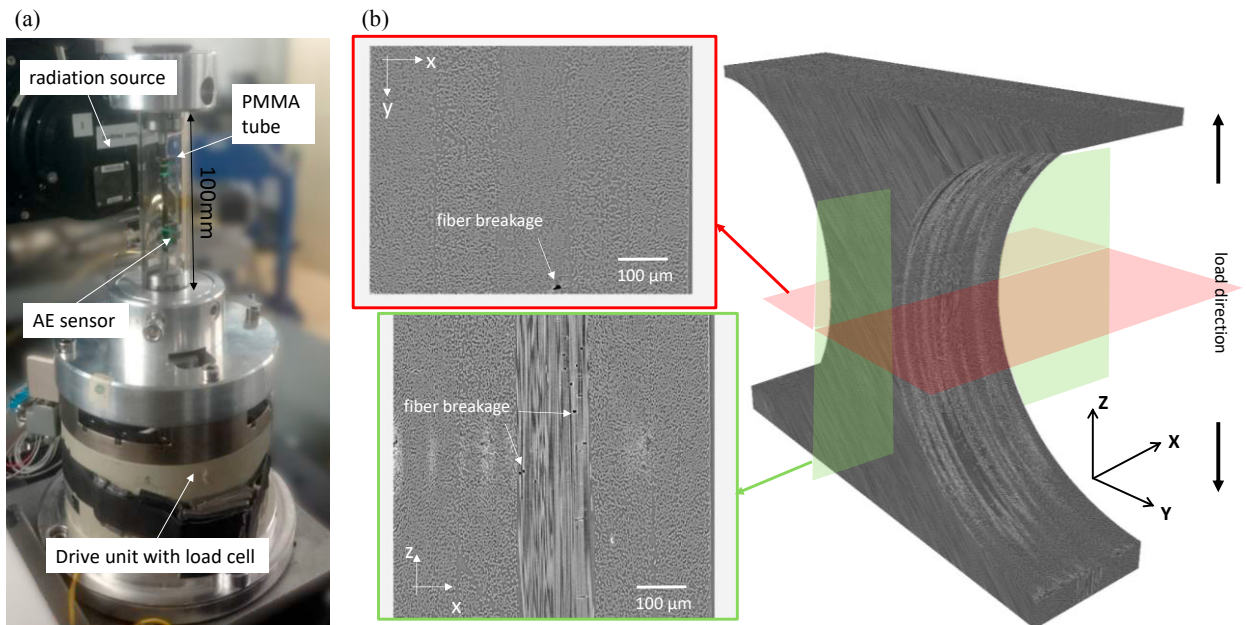 (a)
radiation source
PMMA
tube
100mm
AE sensor
Drive unit with load cell
(b)
x
y
fiber breakage
100 µm
fiber breakage
z
x
100 µm
load direction
Z
X
Y